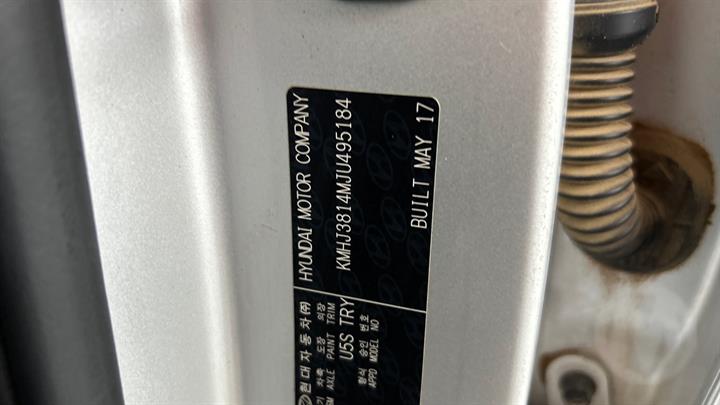 HYUNDAI MOTOR COMPANY
KMHJ3814MJU495184
BUILT MAY 17
현대자동차(주)
차축 도장 의장
AXLE PAINT TRIM
U5S TRY
형식 승인 번호
APPD MODEL NO